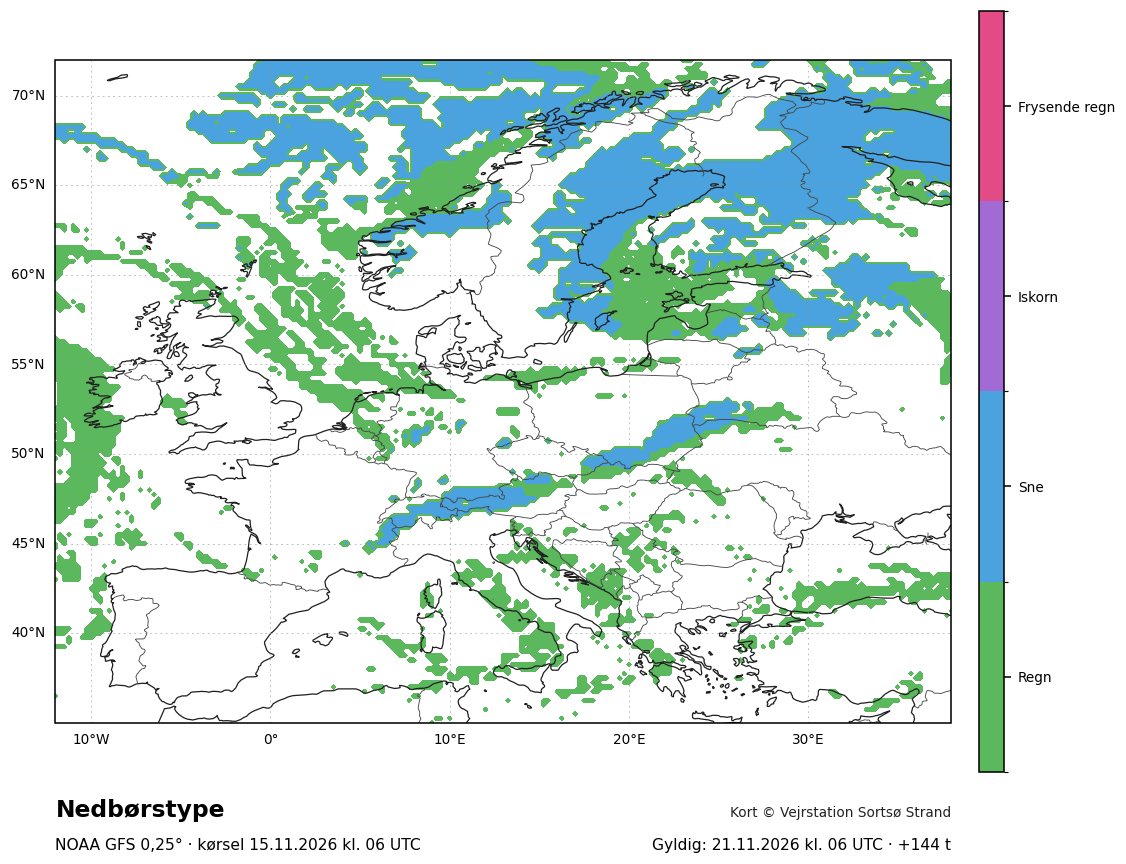 70°N
65°N
60°N
55°N
50°N
45°N
40°N
10°W
0°
10°E
20°E
30°E
Frysende regn
Iskorn
Sne
Regn
Nedbørstype
Kort © Vejrstation Sortsø Strand
NOAA GFS 0,25° · kørsel 15.11.2026 kl. 06 UTC
Gyldig: 21.11.2026 kl. 06 UTC · +144 t